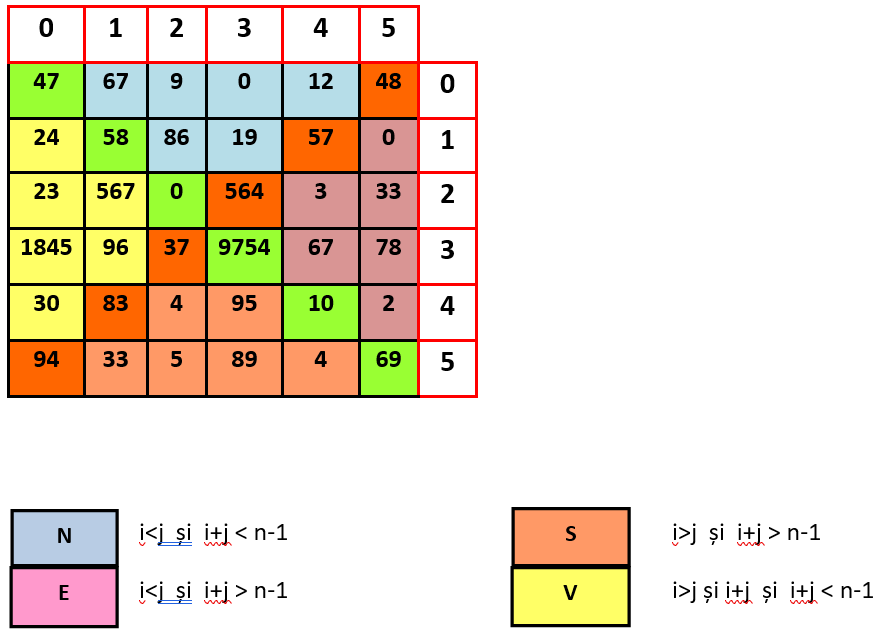 0 1 2 3 4 5
47 67 9 0 12 48 0
24 58 86 19 57 0 1
23 567 0 564 3 33 2
1845 96 37 9754 67 78 3
30 83 4 95 10 2 4
94 33 5 89 4 69 5
N i<j și i+j < n-1
S i>j și i+j > n-1
E i<j și i+j > n-1
V i>j și i+j și i+j < n-1